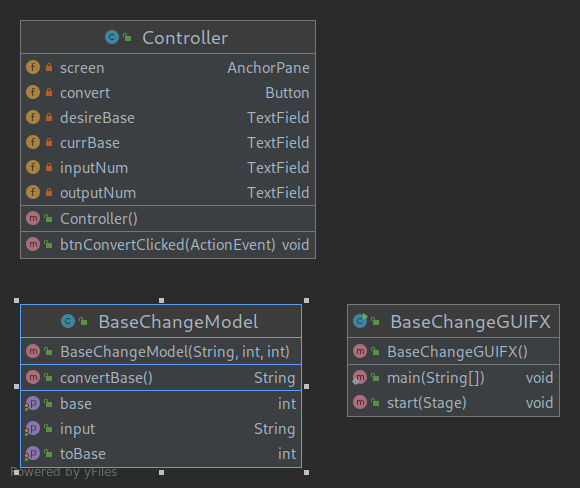 Controller
screen AnchorPane
convert Button
desireBase TextField
currBase TextField
inputNum TextField
outputNum TextField
Controller()
btnConvertClicked(ActionEvent) void
BaseChangeModel
BaseChangeModel(String, int, int)
convertBase() String
base int
input String
toBase int
BaseChangeGUIFX
BaseChangeGUIFX()
main(String[]) void
start(Stage) void
Powered by yFiles